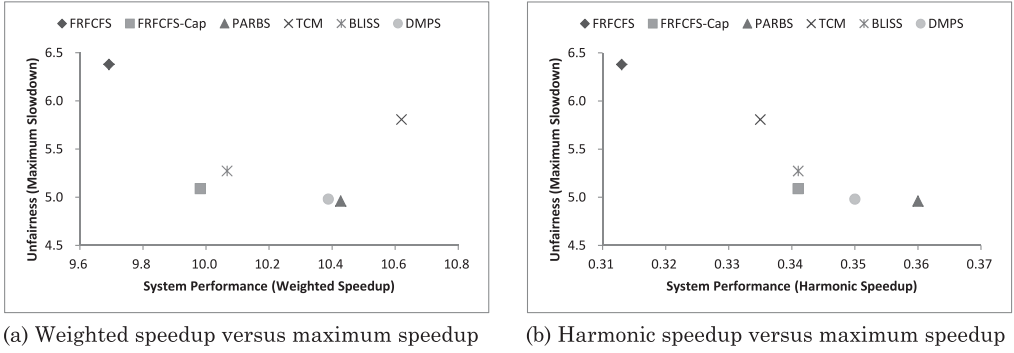 FRFCFS FRFCFS-Cap PARBS TCM BLISS DMPS
Unfairness (Maximum Slowdown)
6.5
6.0
5.5
5.0
4.5
9.6 9.8 10.0 10.2 10.4 10.6 10.8
System Performance (Weighted Speedup)
(a) Weighted speedup versus maximum speedup
FRFCFS FRFCFS-Cap PARBS TCM BLISS DMPS
Unfairness (Maximum Slowdown)
6.5
6.0
5.5
5.0
4.5
0.31 0.32 0.33 0.34 0.35 0.36 0.37
System Performance (Harmonic Speedup)
(b) Harmonic speedup versus maximum speedup